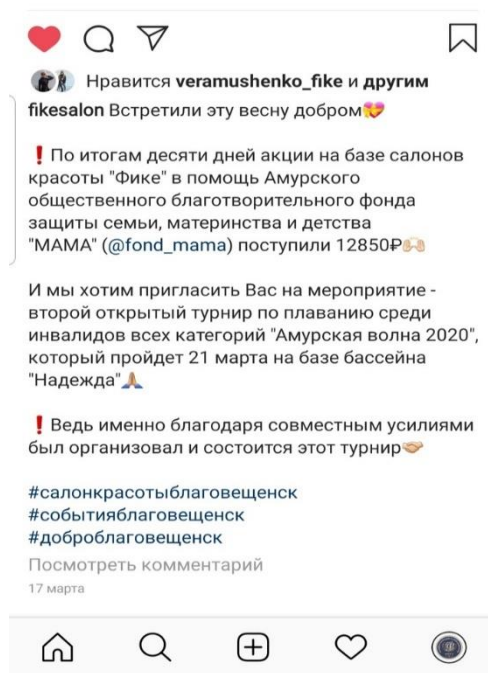 Нравится veramushenko_fike и другим
fikesalon Встретили эту весну добром💝
❗По итогам десяти дней акции на базе салонов
красоты "Фике" в помощь Амурского
общественного благотворительного фонда
защиты семьи, материнства и детства
"МАМА" (@fond_mama) поступили 12850₽🙌🏻
И мы хотим пригласить Вас на мероприятие -
второй открытый турнир по плаванию среди
инвалидов всех категорий "Амурская волна 2020",
который пройдет 21 марта на базе бассейна
"Надежда"🙏🏼
❗Ведь именно благодаря совместным усилиями
был организовал и состоится этот турнир🤝
#салонкрасотыблаговещенск
#событияблаговещенск
#доброблаговещенск
Посмотреть комментарий
17 марта